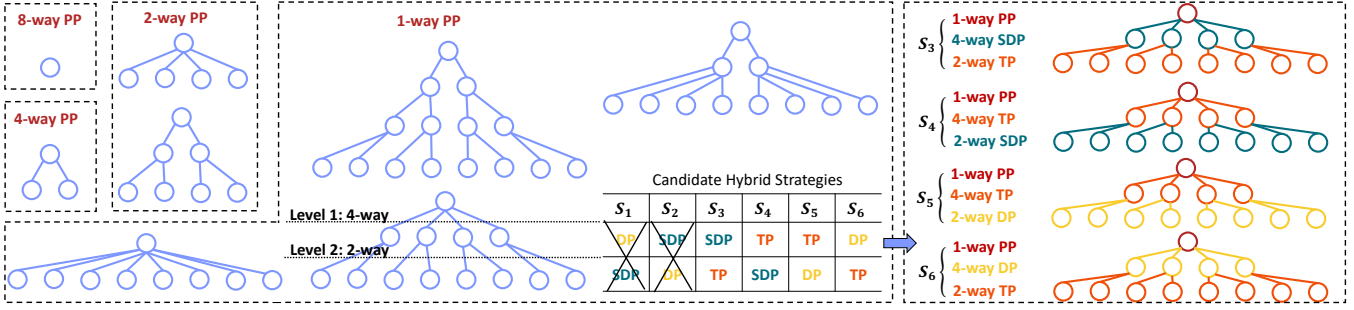 8-way PP
2-way PP
1-way PP
4-way PP
Level 1: 4-way
Level 2: 2-way
Candidate Hybrid Strategies
S1 S2 S3 S4 S5 S6
DP SDP SDP TP TP DP
SDP DP TP SDP DP TP
S3
1-way PP
4-way SDP
2-way TP
S4
1-way PP
4-way TP
2-way SDP
S5
1-way PP
4-way TP
2-way DP
S6
1-way PP
4-way DP
2-way TP